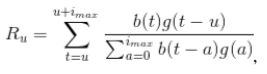 R_u = \sum_{t=u}^{u+i_{max}} \frac{b(t)g(t-u)}{\sum_{a=0}^{i_{max}} b(t-a)g(a)},